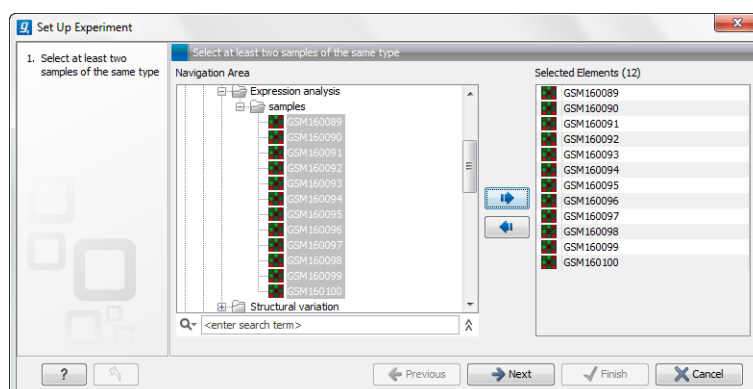 Set Up Experiment
1. Select at least two
samples of the same type
Select at least two samples of the same type
Navigation Area
Expression analysis
samples
GSM160089
GSM160090
GSM160091
GSM160092
GSM160093
GSM160094
GSM160095
GSM160096
GSM160097
GSM160098
GSM160099
GSM160100
Structural variation
<enter search term>
Selected Elements (12)
GSM160089
GSM160090
GSM160091
GSM160092
GSM160093
GSM160094
GSM160095
GSM160096
GSM160097
GSM160098
GSM160099
GSM160100
?
Previous
Next
Finish
Cancel